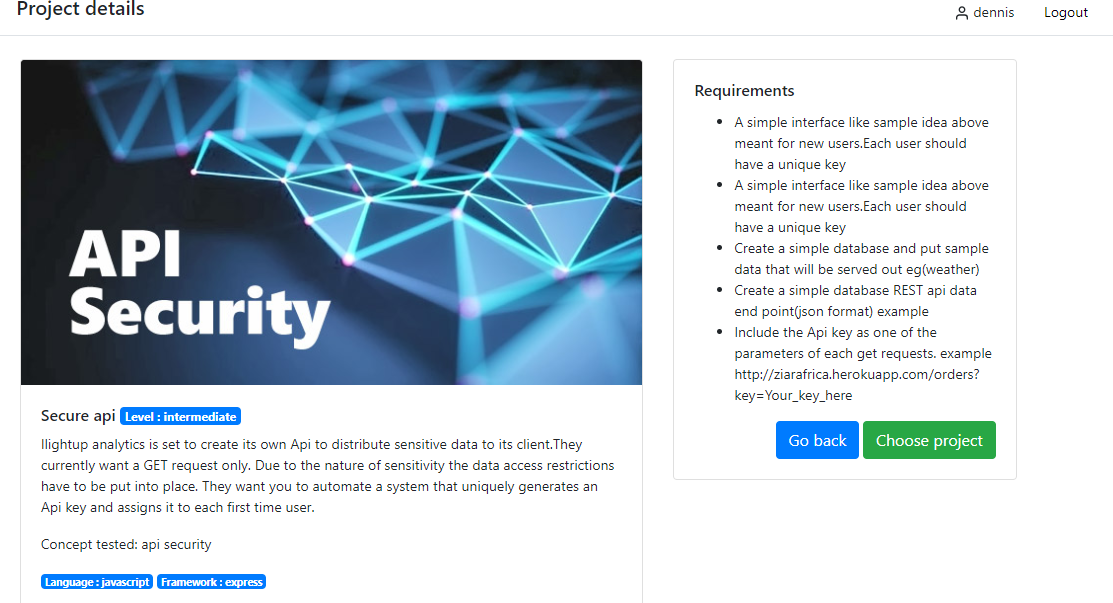 Project details
dennis
Logout
API
Security
Secure api Level : intermediate
Ilightup analytics is set to create its own Api to distribute sensitive data to its client.They
currently want a GET request only. Due to the nature of sensitivity the data access restrictions
have to be put into place. They want you to automate a system that uniquely generates an
Api key and assigns it to each first time user.
Concept tested: api security
Language : javascript Framework : express
Requirements
A simple interface like sample idea above
meant for new users.Each user should
have a unique key
A simple interface like sample idea above
meant for new users.Each user should
have a unique key
Create a simple database and put sample
data that will be served out eg(weather)
Create a simple database REST api data
end point(json format) example
Include the Api key as one of the
parameters of each get requests. example
http://ziarafrica.herokuapp.com/orders?
key=Your_key_here
Go back
Choose project